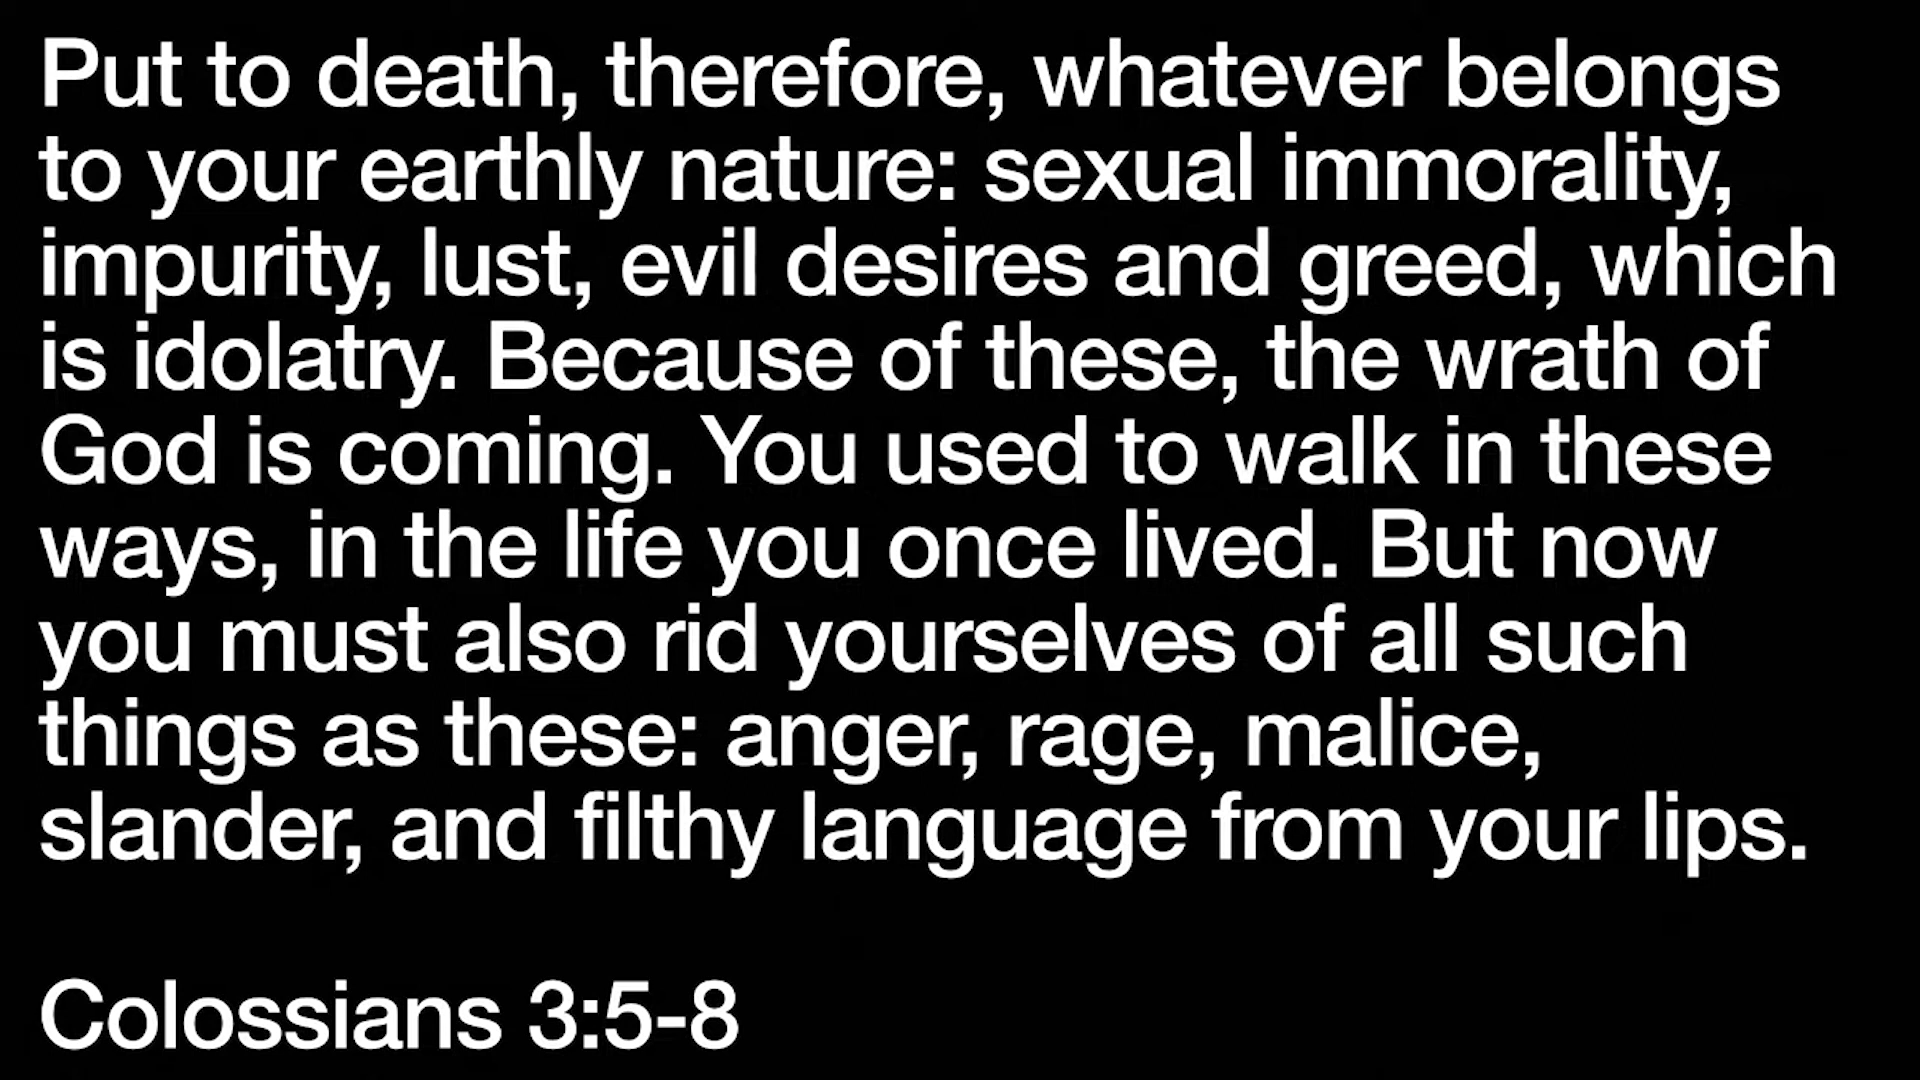 Put to death, therefore, whatever belongs
to your earthly nature: sexual immorality,
impurity, lust, evil desires and greed, which
is idolatry. Because of these, the wrath of
God is coming. You used to walk in these
ways, in the life you once lived. But now
you must also rid yourselves of all such
things as these: anger, rage, malice,
slander, and filthy language from your lips.
Colossians 3:5-8